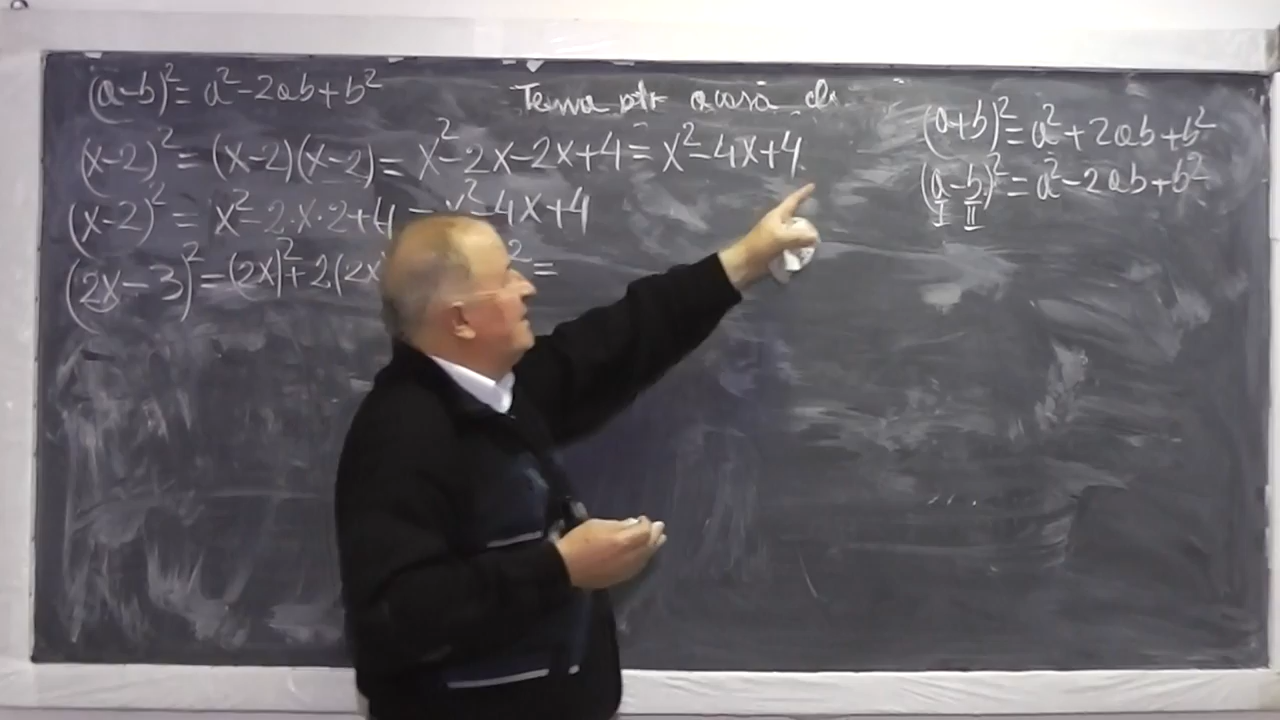 (a-b)² = a²-2ab+b²
Tema ptr acasă de
(x-2)² = (x-2)(x-2) = x²-2x-2x+4 = x²-4x+4
(x-2)² = x²-2·x·2+4 = x²-4x+4
(2x-3)² = (2x)²+2(2x ² =
(a+b)² = a²+2ab+b²
(a-b)² = a²-2ab+b²
I II